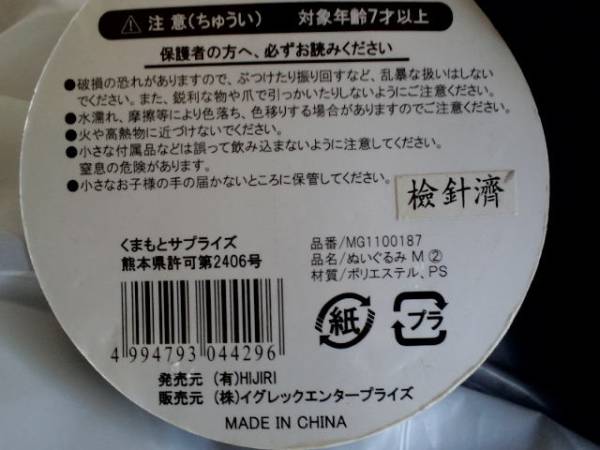 注意(ちゅうい) 対象年齢7才以上
保護者の方へ、必ずお読みください
●破損の恐れがありますので、ぶつけたり振り回すなど、乱暴な扱いはしない
でください。また、鋭利な物や爪で引っかいたりしないようにご注意ください。
●水濡れ、摩擦等により色落ち、色移りする場合がありますのでご注意ください。
●火や高熱物に近づけないでください。
●小さな付属品などは誤って飲み込まないように注意してください。
窒息の危険があります。
●小さなお子様の手の届かないところに保管してください。
檢針濟
くまもとサプライズ
熊本県許可第2406号
品番/MG1100187
品名/ぬいぐるみ M ②
材質/ポリエステル、PS
紙
プラ
4 994793 044296
発売元 (有)HIJIRI
販売元 (株)イグレックエンタープライズ
MADE IN CHINA